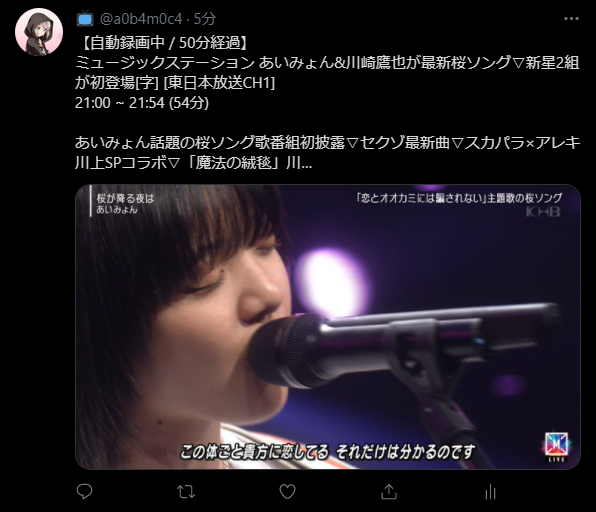 @a0b4m0c4 · 5分
【自動録画中 / 50分経過】
ミュージックステーション あいみょん&川崎鷹也が最新桜ソング▽新星2組
が初登場[字] [東日本放送CH1]
21:00 ~ 21:54 (54分)
あいみょん話題の桜ソング歌番組初披露▽セクゾ最新曲▽スカパラ×アレキ
川上SPコラボ▽「魔法の絨毯」川...
桜が降る夜は
あいみょん
「恋とオオカミには騙されない」主題歌の桜ソング
KHB
この体ごと貴方に恋してる それだけは分かるのです
M
LIVE